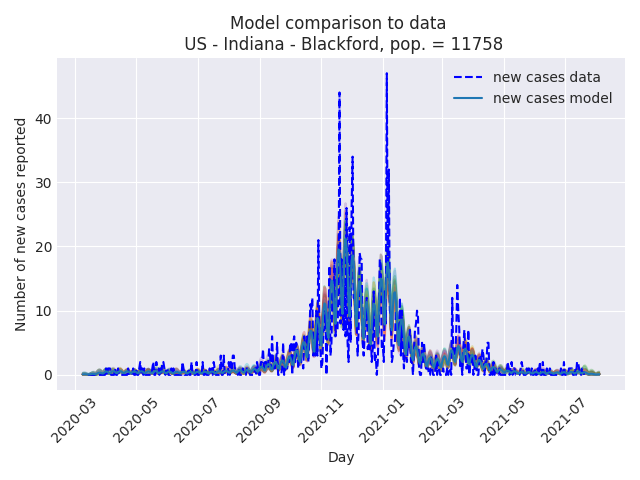 Model comparison to data
US - Indiana - Blackford, pop. = 11758
new cases data
new cases model
Number of new cases reported
40
30
20
10
0
2020-03
2020-05
2020-07
2020-09
2020-11
2021-01
2021-03
2021-05
2021-07
Day